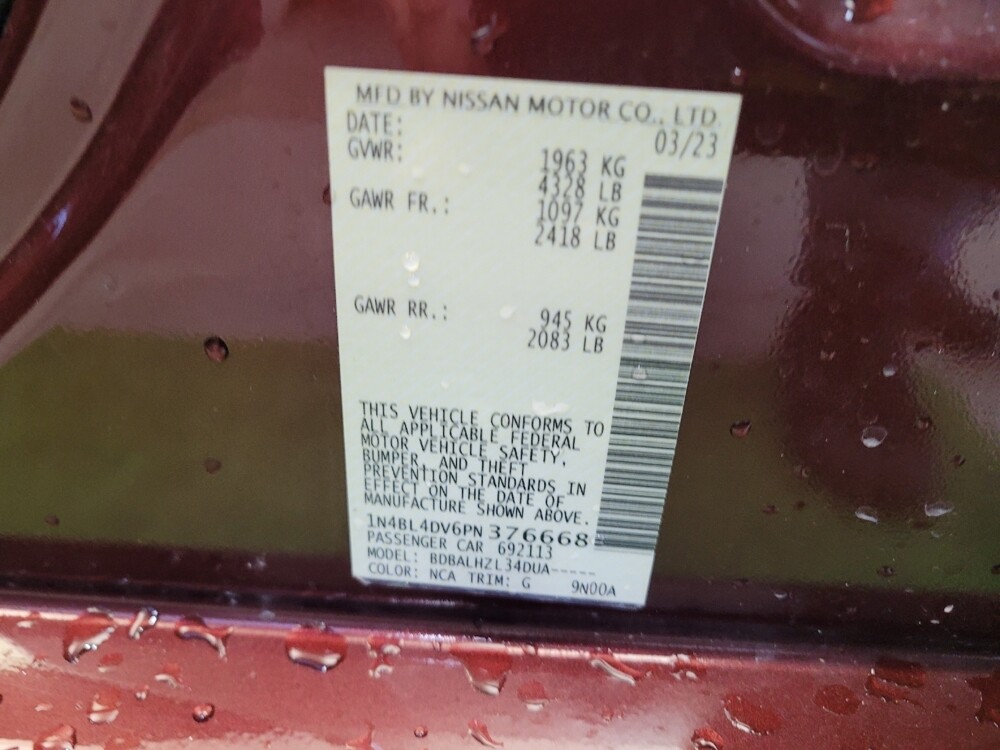 MFD BY NISSAN MOTOR CO., LTD.
DATE: 03/23
GVWR: 1963 KG
4328 LB
GAWR FR.: 1097 KG
2418 LB
GAWR RR.: 945 KG
2083 LB
THIS VEHICLE CONFORMS TO
ALL APPLICABLE FEDERAL
MOTOR VEHICLE SAFETY,
BUMPER, AND THEFT
PREVENTION STANDARDS IN
EFFECT ON THE DATE OF
MANUFACTURE SHOWN ABOVE.
1N4BL4DV6PN376668
PASSENGER CAR 692113
MODEL: BDBALHZL34DUA-----
COLOR: NCA TRIM: G 9N00A